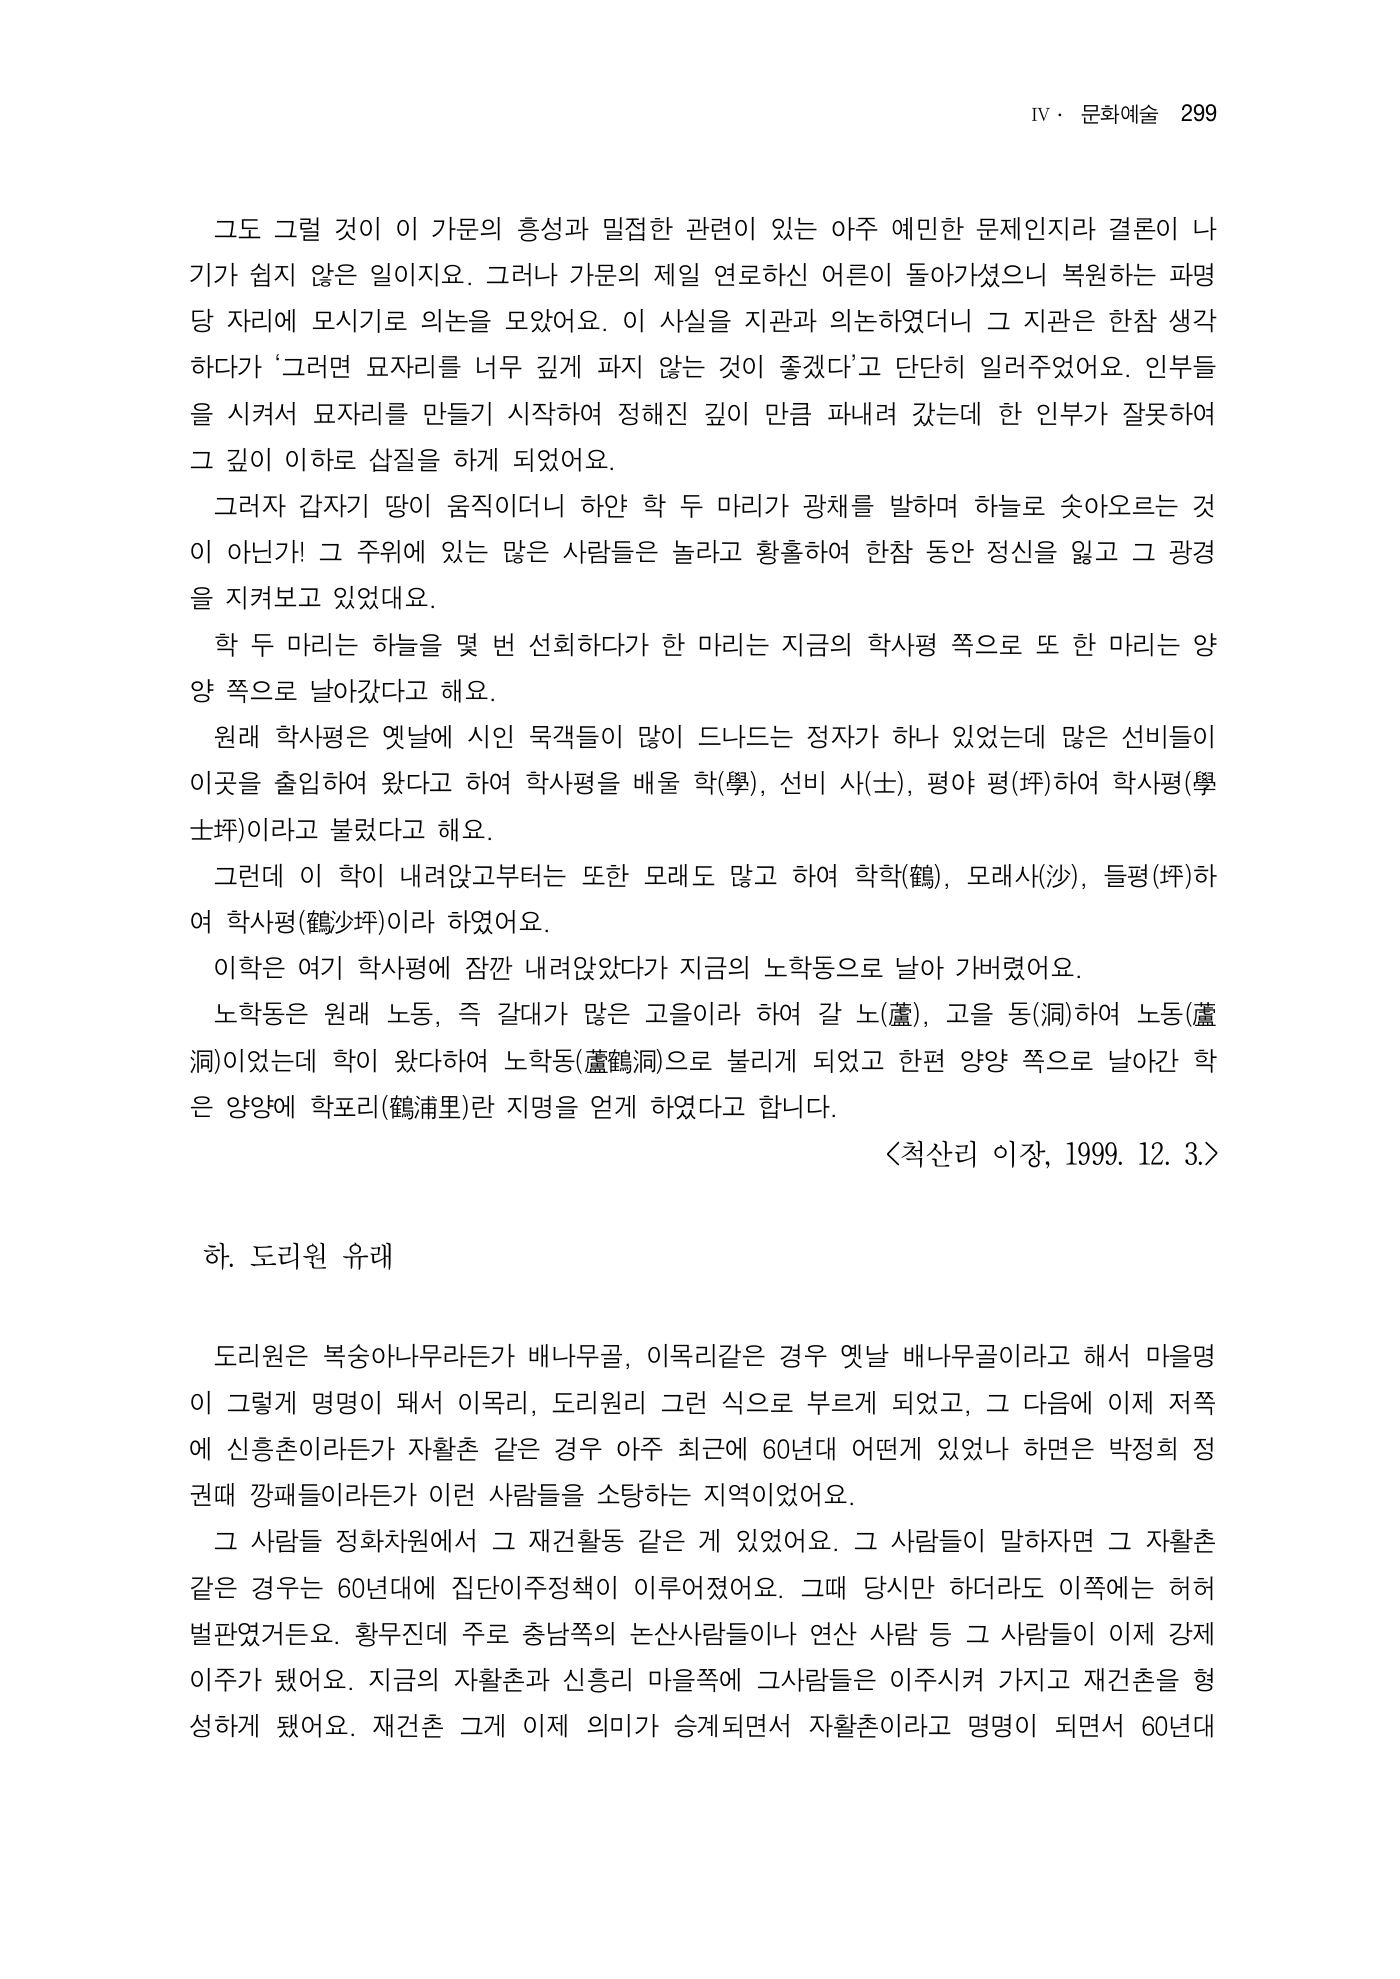 IV · 문화예술 299
그도 그럴 것이 이 가문의 흥성과 밀접한 관련이 있는 아주 예민한 문제인지라 결론이 나
기가 쉽지 않은 일이지요. 그러나 가문의 제일 연로하신 어른이 돌아가셨으니 복원하는 파명
당 자리에 모시기로 의논을 모았어요. 이 사실을 지관과 의논하였더니 그 지관은 한참 생각
하다가 ‘그러면 묘자리를 너무 깊게 파지 않는 것이 좋겠다’고 단단히 일러주었어요. 인부들
을 시켜서 묘자리를 만들기 시작하여 정해진 깊이 만큼 파내려 갔는데 한 인부가 잘못하여
그 깊이 이하로 삽질을 하게 되었어요.
그러자 갑자기 땅이 움직이더니 하얀 학 두 마리가 광채를 발하며 하늘로 솟아오르는 것
이 아닌가! 그 주위에 있는 많은 사람들은 놀라고 황홀하여 한참 동안 정신을 잃고 그 광경
을 지켜보고 있었대요.
학 두 마리는 하늘을 몇 번 선회하다가 한 마리는 지금의 학사평 쪽으로 또 한 마리는 양
양 쪽으로 날아갔다고 해요.
원래 학사평은 옛날에 시인 묵객들이 많이 드나드는 정자가 하나 있었는데 많은 선비들이
이곳을 출입하여 왔다고 하여 학사평을 배울 학(學), 선비 사(士), 평야 평(坪)하여 학사평(學
士坪)이라고 불렀다고 해요.
그런데 이 학이 내려앉고부터는 또한 모래도 많고 하여 학학(鶴), 모래사(沙), 들평(坪)하
여 학사평(鶴沙坪)이라 하였어요.
이학은 여기 학사평에 잠깐 내려앉았다가 지금의 노학동으로 날아 가버렸어요.
노학동은 원래 노동, 즉 갈대가 많은 고을이라 하여 갈 노(蘆), 고을 동(洞)하여 노동(蘆
洞)이었는데 학이 왔다하여 노학동(蘆鶴洞)으로 불리게 되었고 한편 양양 쪽으로 날아간 학
은 양양에 학포리(鶴浦里)란 지명을 얻게 하였다고 합니다.
<척산리 이장, 1999. 12. 3.>
하. 도리원 유래
도리원은 복숭아나무라든가 배나무골, 이목리같은 경우 옛날 배나무골이라고 해서 마을명
이 그렇게 명명이 돼서 이목리, 도리원리 그런 식으로 부르게 되었고, 그 다음에 이제 저쪽
에 신흥촌이라든가 자활촌 같은 경우 아주 최근에 60년대 어떤게 있었나 하면은 박정희 정
권때 깡패들이라든가 이런 사람들을 소탕하는 지역이었어요.
그 사람들 정화차원에서 그 재건활동 같은 게 있었어요. 그 사람들이 말하자면 그 자활촌
같은 경우는 60년대에 집단이주정책이 이루어졌어요. 그때 당시만 하더라도 이쪽에는 허허
벌판였거든요. 황무진데 주로 충남쪽의 논산사람들이나 연산 사람 등 그 사람들이 이제 강제
이주가 됐어요. 지금의 자활촌과 신흥리 마을쪽에 그사람들은 이주시켜 가지고 재건촌을 형
성하게 됐어요. 재건촌 그게 이제 의미가 승계되면서 자활촌이라고 명명이 되면서 60년대